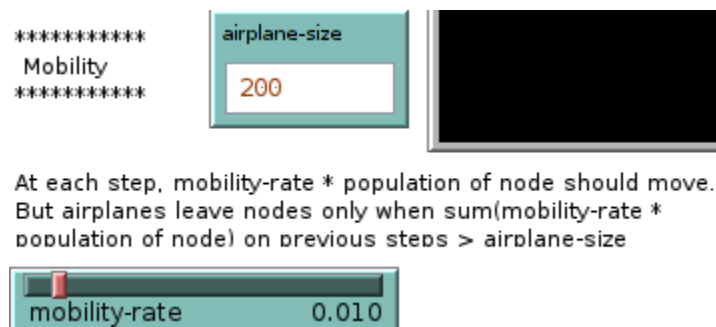 ***********
Mobility
***********
airplane-size
200
At each step, mobility-rate * population of node should move.
But airplanes leave nodes only when sum(mobility-rate *
population of node) on previous steps > airplane-size
mobility-rate 0.010